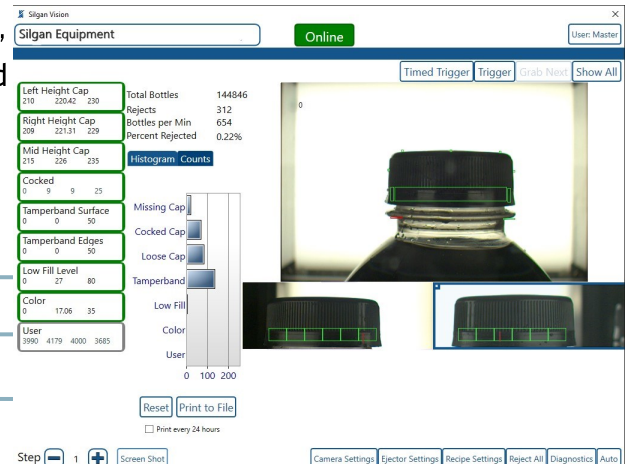 ,
d
Silgan Vision
Silgan Equipment
Online
User: Master
Timed Trigger Trigger Grab Next Show All
Left Height Cap
210 220.42 230
Right Height Cap
209 221.31 229
Mid Height Cap
215 226 235
Cocked
0 9 9 25
Tamperband Surface
0 0 50
Tamperband Edges
0 0 50
Low Fill Level
0 27 80
Color
0 17.06 35
User
3990 4179 4000 3685
Total Bottles 144846
Rejects 312
Bottles per Min 654
Percent Rejected 0.22%
Histogram Counts
Missing Cap
Cocked Cap
Loose Cap
Tamperband
Low Fill
Color
User
0 100 200
Reset Print to File
Print every 24 hours
0
Step 1 Screen Shot
Camera Settings Ejector Settings Recipe Settings Reject All Diagnostics Auto